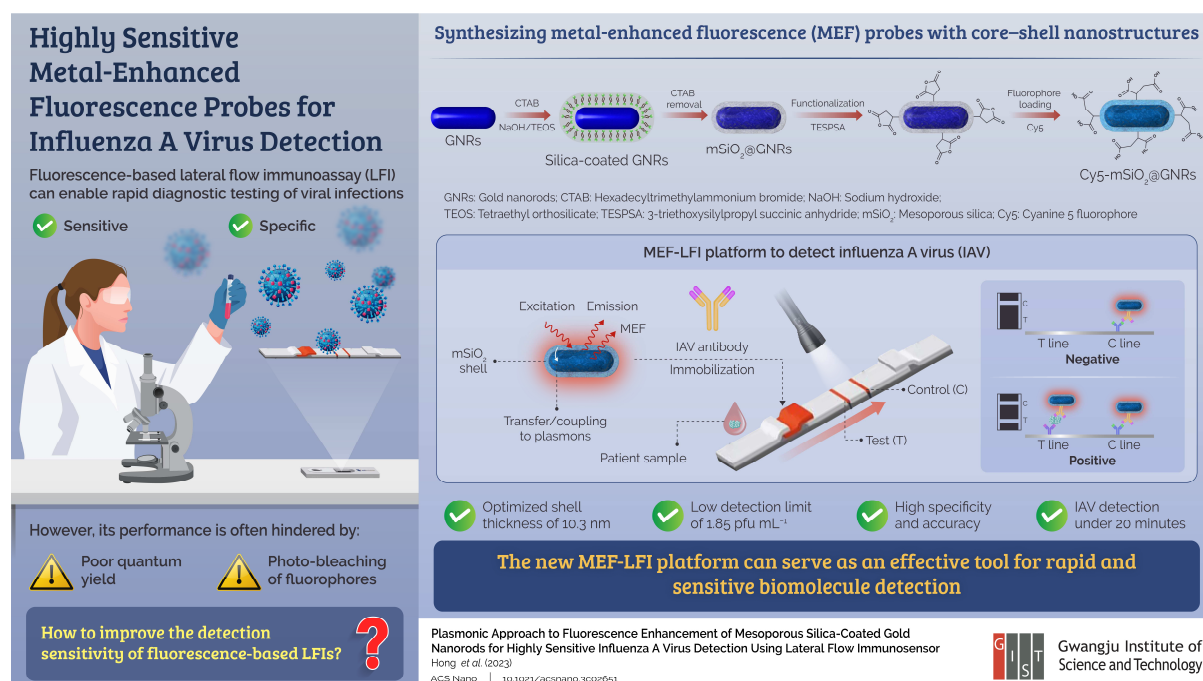 Highly Sensitive
Metal-Enhanced
Fluorescence Probes for
Influenza A Virus Detection
Fluorescence-based lateral flow immunoassay (LFI)
can enable rapid diagnostic testing of viral infections
Sensitive
Specific
However, its performance is often hindered by:
Poor quantum
yield
Photo-bleaching
of fluorophores
How to improve the detection
sensitivity of fluorescence-based LFIs?
?
Synthesizing metal-enhanced fluorescence (MEF) probes with core–shell nanostructures
GNRs
CTAB
NaOH/TEOS
Silica-coated GNRs
CTAB
removal
mSiO₂@GNRs
Functionalization
TESPSA
Fluorophore
loading
Cy5
Cy5-mSiO₂@GNRs
GNRs: Gold nanorods; CTAB: Hexadecyltrimethylammonium bromide; NaOH: Sodium hydroxide;
TEOS: Tetraethyl orthosilicate; TESPSA: 3-triethoxysilylpropyl succinic anhydride; mSiO₂: Mesoporous silica; Cy5: Cyanine 5 fluorophore
MEF-LFI platform to detect influenza A virus (IAV)
Excitation
Emission
MEF
mSiO₂
shell
Transfer/coupling
to plasmons
IAV antibody
Immobilization
Patient sample
Control (C)
Test (T)
C
T
T line
C line
Negative
C
T
T line
C line
Positive
Optimized shell
thickness of 10.3 nm
Low detection limit
of 1.85 pfu mL⁻¹
High specificity
and accuracy
IAV detection
under 20 minutes
The new MEF-LFI platform can serve as an effective tool for rapid and
sensitive biomolecule detection
Plasmonic Approach to Fluorescence Enhancement of Mesoporous Silica-Coated Gold
Nanorods for Highly Sensitive Influenza A Virus Detection Using Lateral Flow Immunosensor
Hong et al. (2023)
ACS Nano | 10.1021/acsnano.3c02651
GIST
Gwangju Institute of
Science and Technology